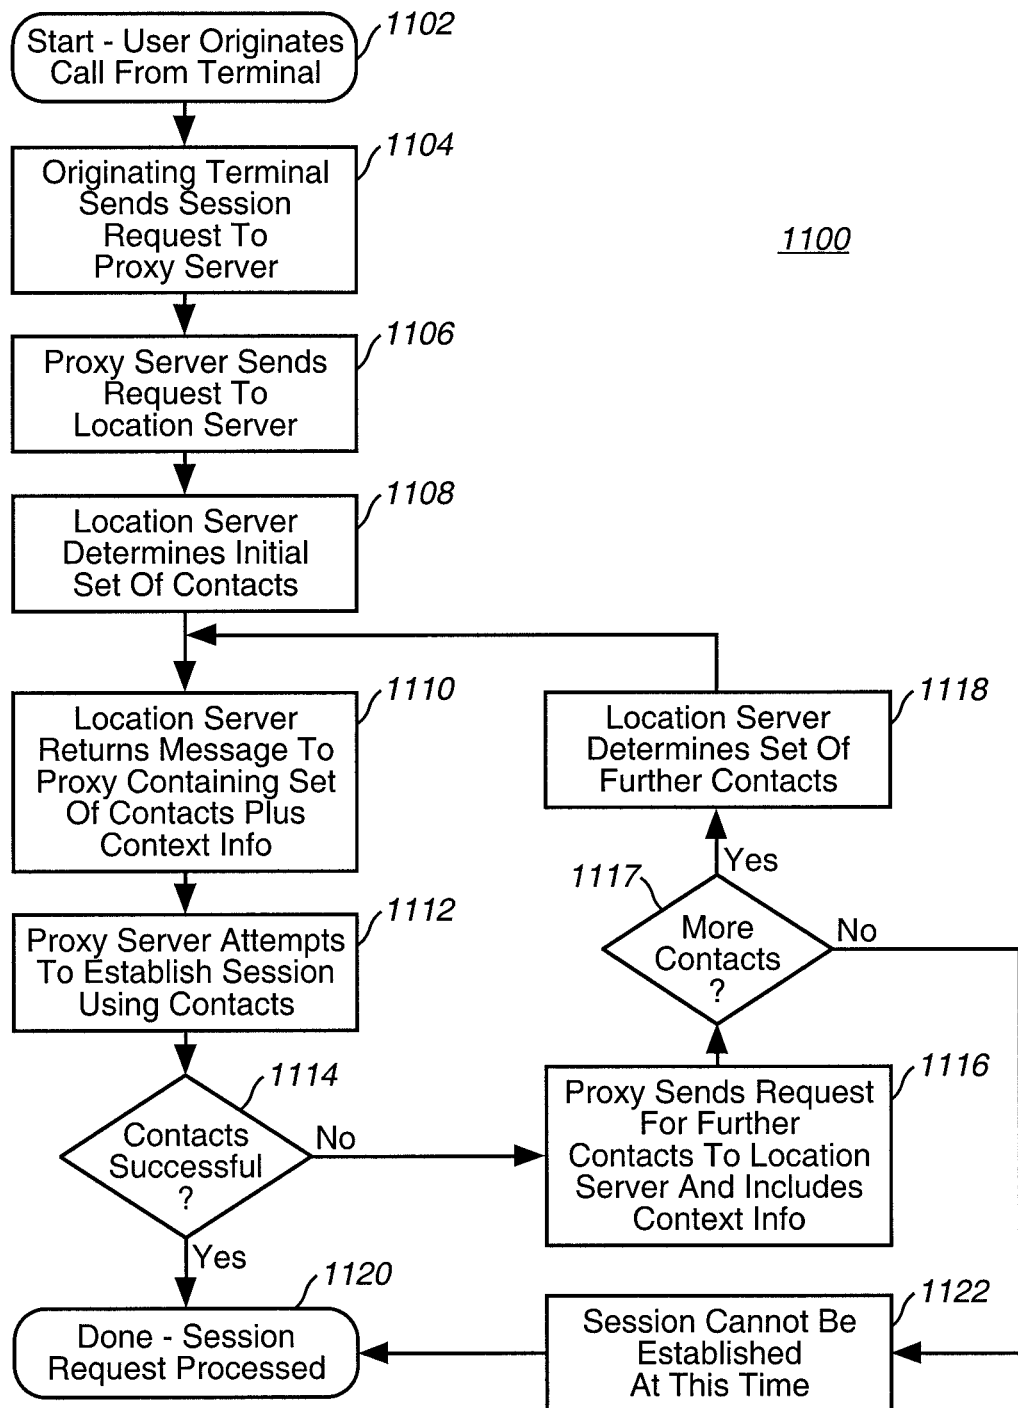 Start - User Originates
Call From Terminal
1102
Originating Terminal
Sends Session
Request To
Proxy Server
1104
1100
Proxy Server Sends
Request To
Location Server
1106
Location Server
Determines Initial
Set Of Contacts
1108
Location Server
Returns Message To
Proxy Containing Set
Of Contacts Plus
Context Info
1110
Location Server
Determines Set Of
Further Contacts
1118
Yes
1117
More
Contacts
?
No
Proxy Server Attempts
To Establish Session
Using Contacts
1112
Contacts
Successful
?
1114
No
Proxy Sends Request
For Further
Contacts To Location
Server And Includes
Context Info
1116
Yes
Done - Session
Request Processed
1120
Session Cannot Be
Established
At This Time
1122